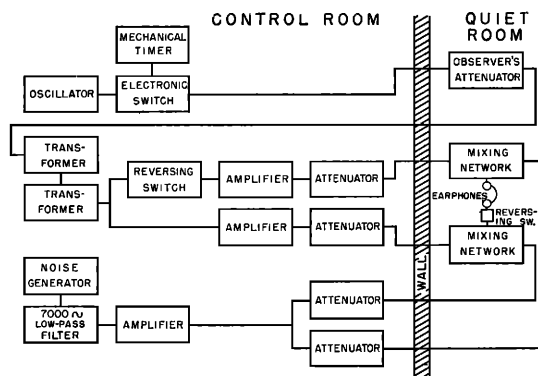 CONTROL ROOM
QUIET
ROOM
MECHANICAL
TIMER
OSCILLATOR
ELECTRONIC
SWITCH
OBSERVER'S
ATTENUATOR
TRANS-
FORMER
TRANS-
FORMER
REVERSING
SWITCH
AMPLIFIER
ATTENUATOR
MIXING
NETWORK
EARPHONES
REVERS-
ING SW.
AMPLIFIER
ATTENUATOR
MIXING
NETWORK
WALL
NOISE
GENERATOR
7000 ~
LOW-PASS
FILTER
AMPLIFIER
ATTENUATOR
ATTENUATOR